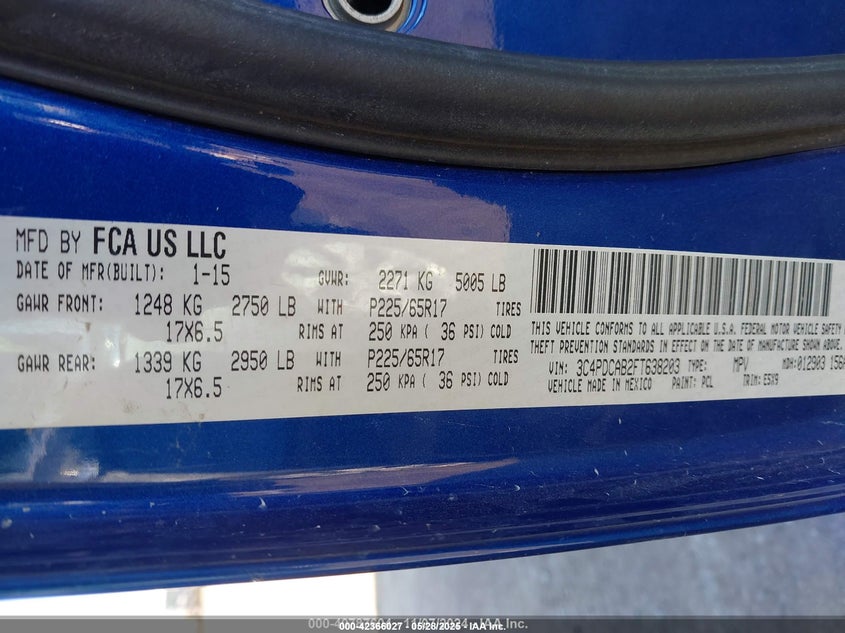 MFD BY FCA US LLC
DATE OF MFR(BUILT): 1-15 GVWR: 2271 KG 5005 LB
GAWR FRONT: 1248 KG 2750 LB WITH P225/65R17 TIRES
17X6.5 RIMS AT 250 KPA ( 36 PSI) COLD
GAWR REAR: 1339 KG 2950 LB WITH P225/65R17 TIRES
17X6.5 RIMS AT 250 KPA ( 36 PSI) COLD
THIS VEHICLE CONFORMS TO ALL APPLICABLE U.S.A. FEDERAL MOTOR VEHICLE SAFETY
THEFT PREVENTION STANDARDS IN EFFECT ON THE DATE OF MANUFACTURE SHOWN ABOVE.
VIN: 3C4PDCAB2FT638203 TYPE: MPV MDH:012903
VEHICLE MADE IN MEXICO PAINT: PCL TRIM: E5X9
000-42366027 - 05/28/2025 - IAA Inc.